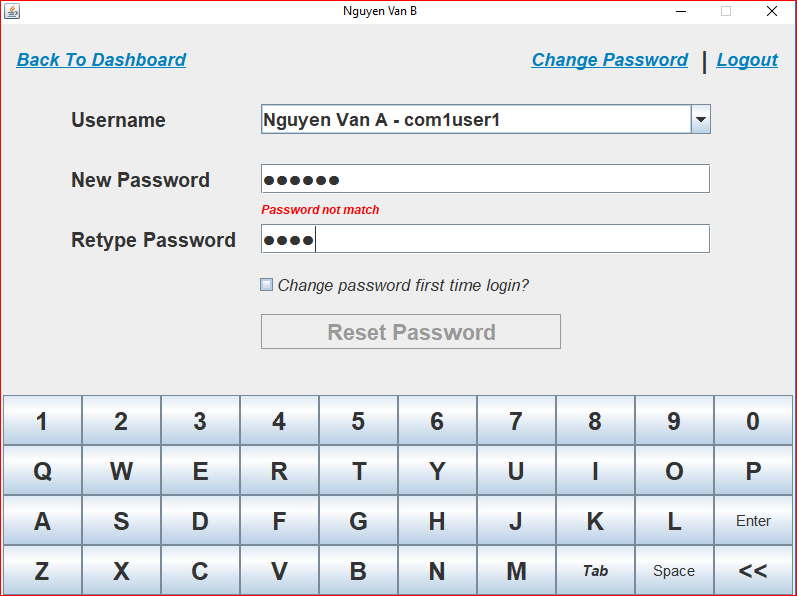 Nguyen Van B
Back To Dashboard Change Password | Logout
Username Nguyen Van A - com1user1
New Password ●●●●●●
Password not match
Retype Password ●●●●
Change password first time login?
Reset Password
1 2 3 4 5 6 7 8 9 0
Q W E R T Y U I O P
A S D F G H J K L Enter
Z X C V B N M Tab Space <<